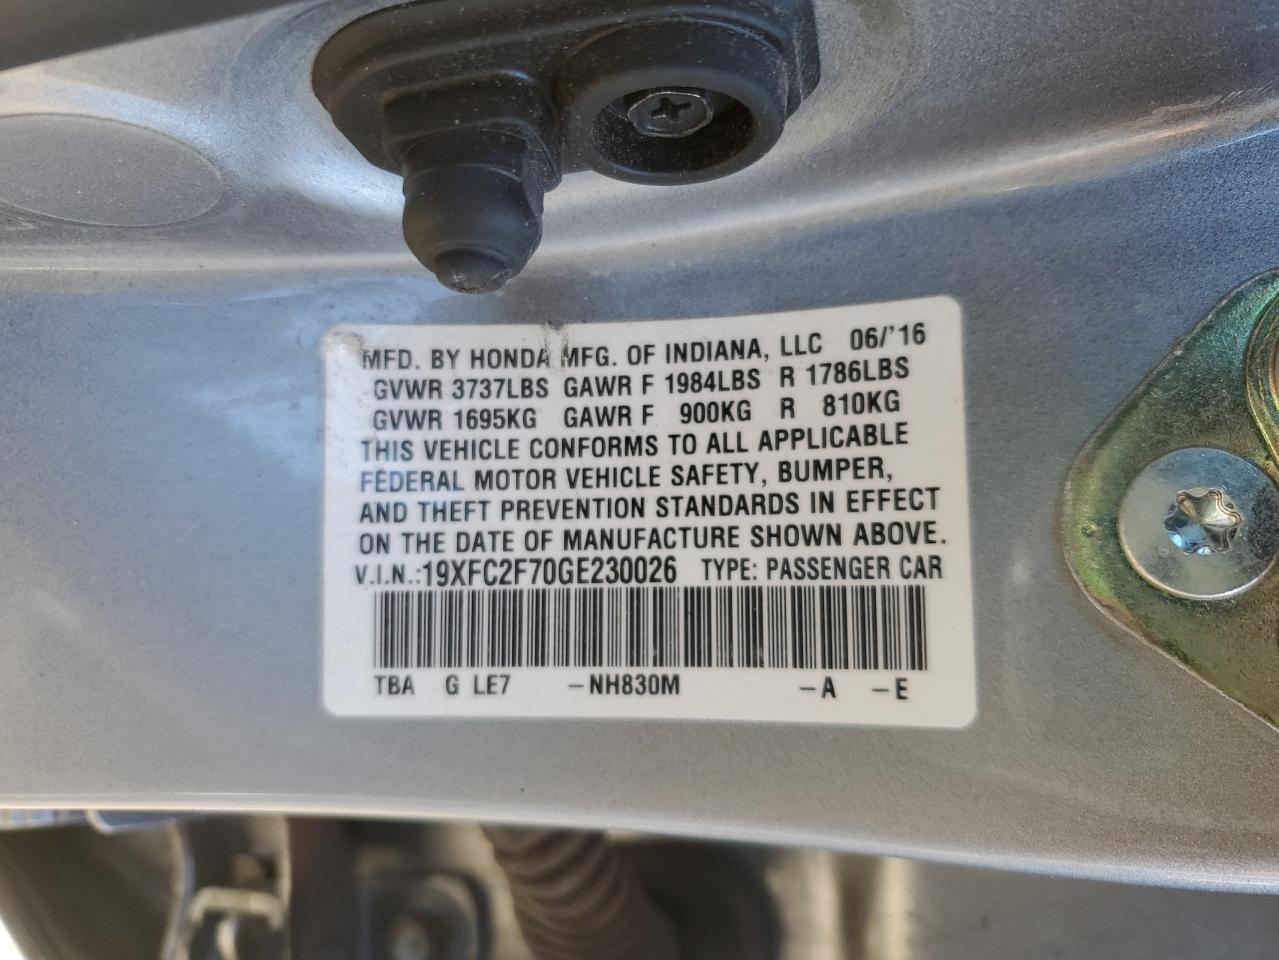 MFD. BY HONDA MFG. OF INDIANA, LLC 06/'16
GVWR 3737LBS GAWR F 1984LBS R 1786LBS
GVWR 1695KG GAWR F 900KG R 810KG
THIS VEHICLE CONFORMS TO ALL APPLICABLE
FEDERAL MOTOR VEHICLE SAFETY, BUMPER,
AND THEFT PREVENTION STANDARDS IN EFFECT
ON THE DATE OF MANUFACTURE SHOWN ABOVE.
V.I.N.:19XFC2F70GE230026 TYPE: PASSENGER CAR
TBA G LE7 –NH830M –A –E